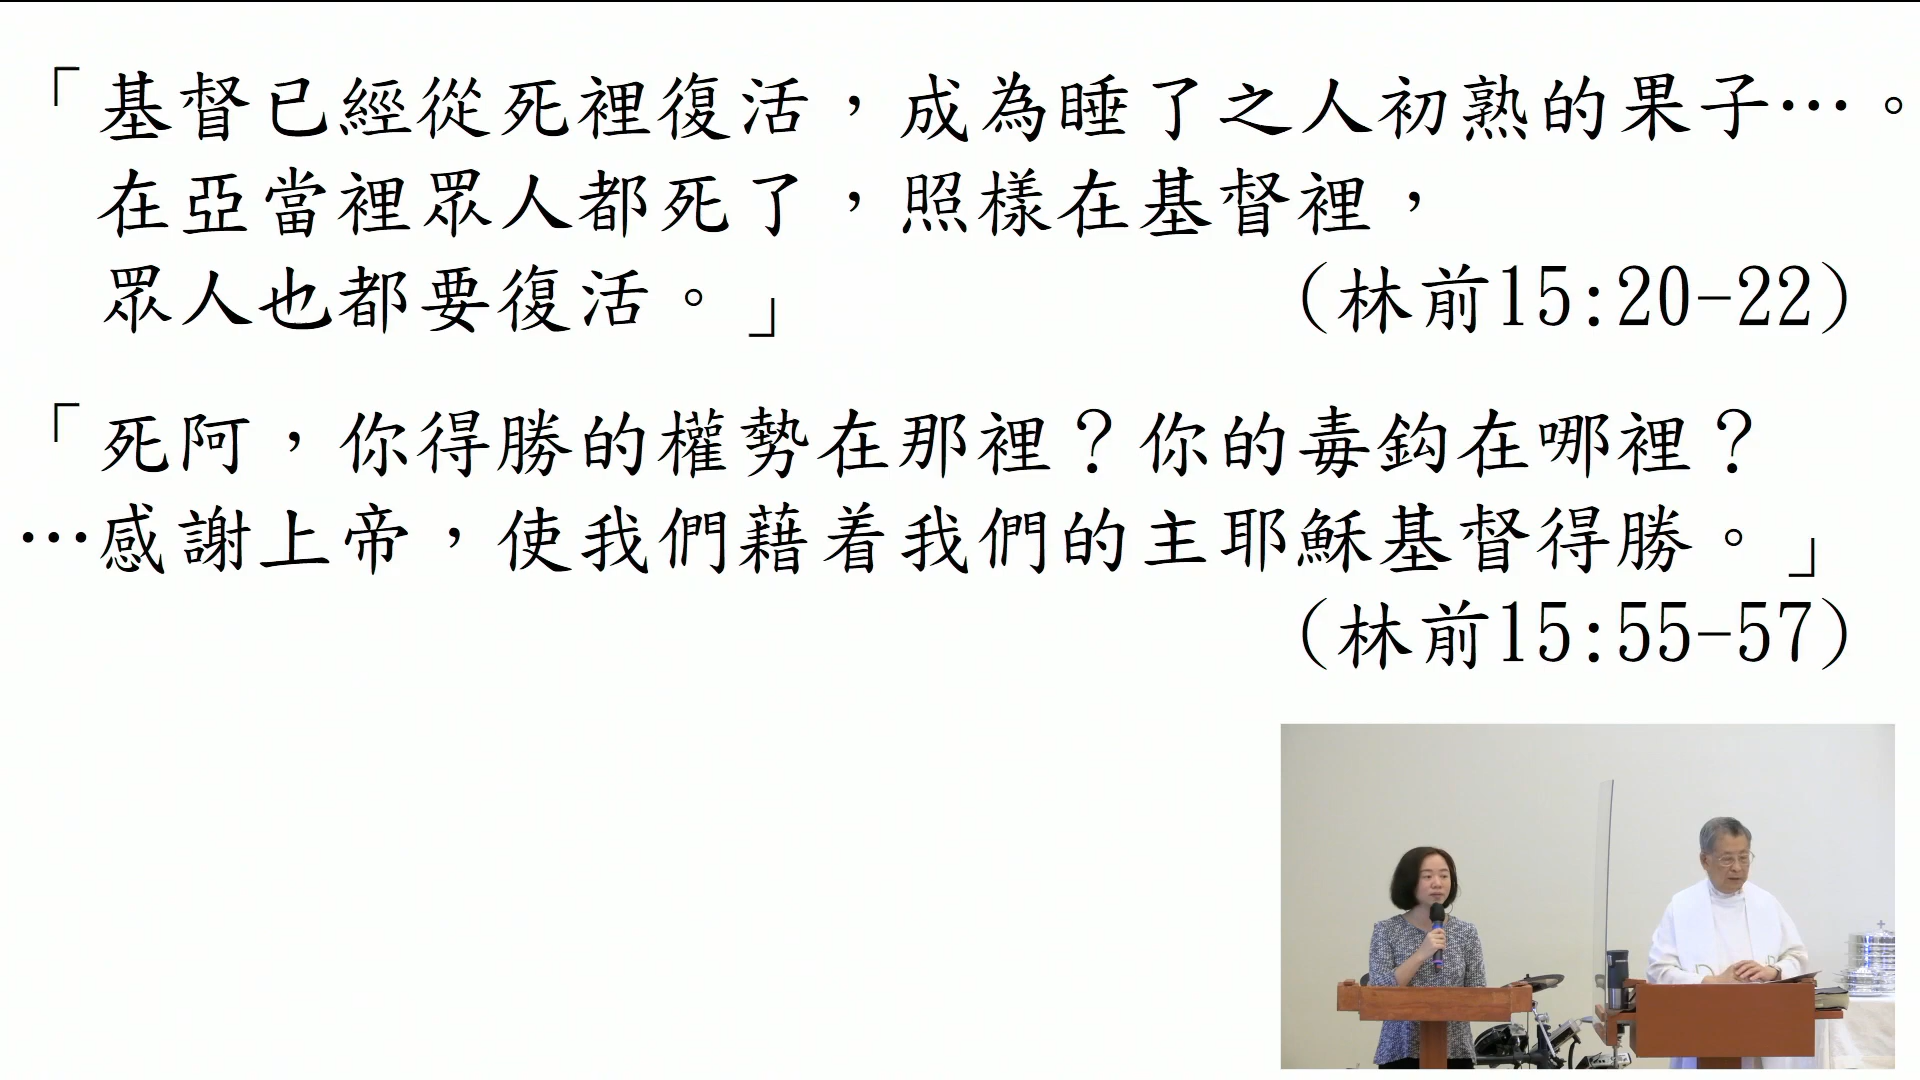 「基督已經從死裡復活，成為睡了之人初熟的果子…。
在亞當裡眾人都死了，照樣在基督裡，
眾人也都要復活。」 (林前15:20-22)
「死阿，你得勝的權勢在那裡？你的毒鈎在哪裡？
…感謝上帝，使我們藉着我們的主耶穌基督得勝。」
(林前15:55-57)